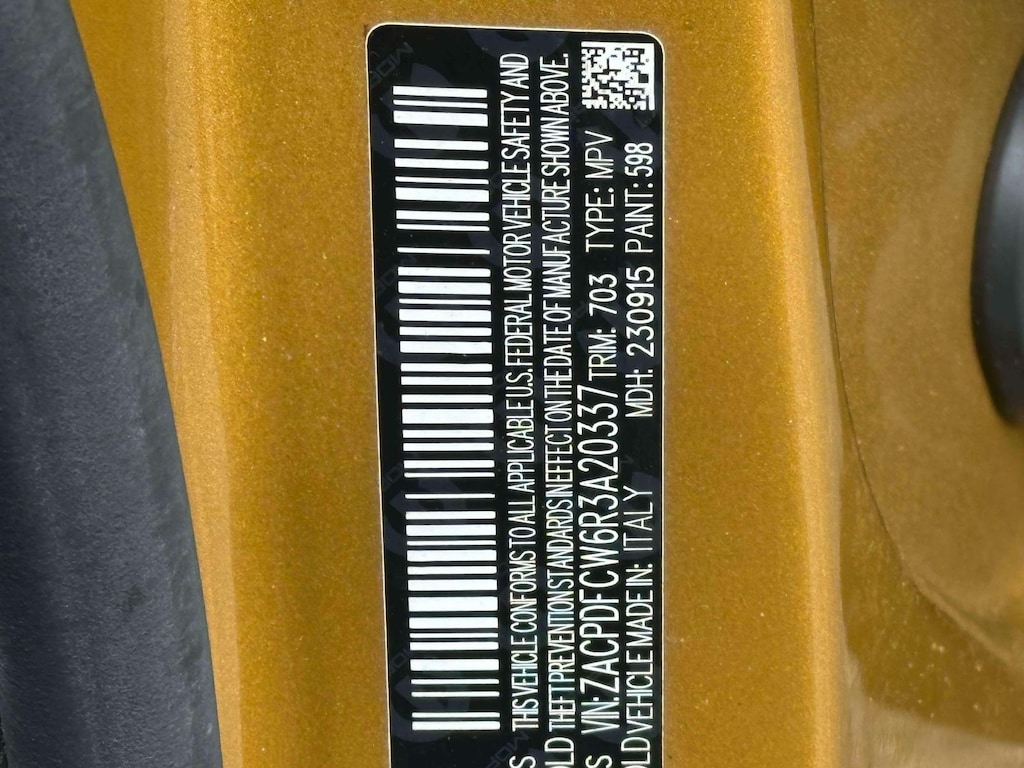 THIS VEHICLE CONFORMS TO ALL APPLICABLE U.S. FEDERAL MOTOR VEHICLE SAFETY AND
THEFT PREVENTION STANDARDS IN EFFECT ON THE DATE OF MANUFACTURE SHOWN ABOVE.
VIN: ZACPDFCW6R3A20337 TRIM: 703 TYPE: MPV
VEHICLE MADE IN: ITALY MDH: 230915 PAINT: 598